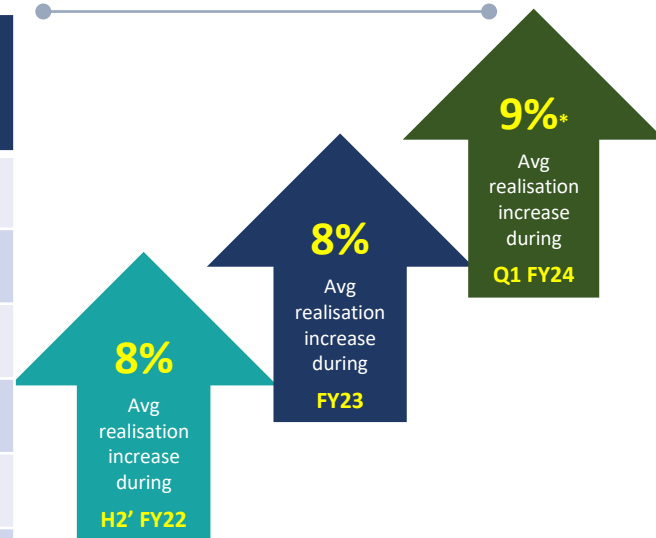 8%
Avg
realisation
increase
during
H2' FY22
8%
Avg
realisation
increase
during
FY23
9%*
Avg
realisation
increase
during
Q1 FY24